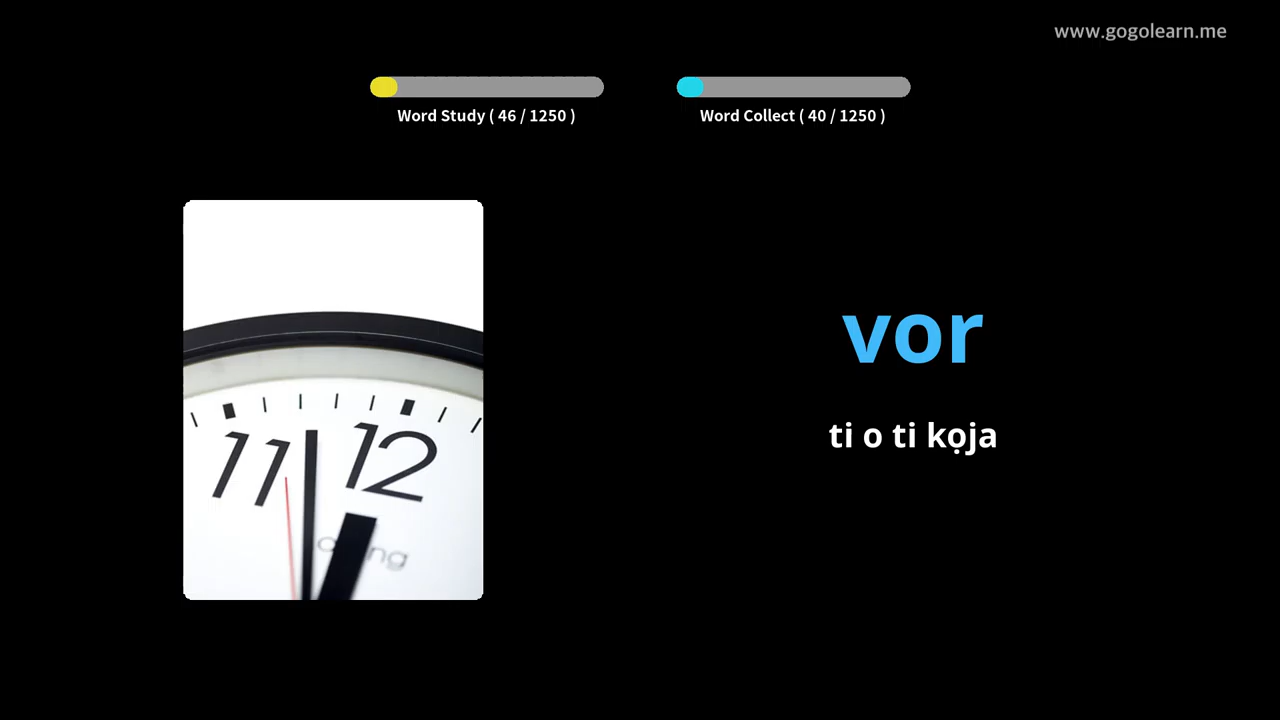 www.gogolearn.me
Word Study ( 46 / 1250 )
Word Collect ( 40 / 1250 )
11
12
vor
ti o ti kọja